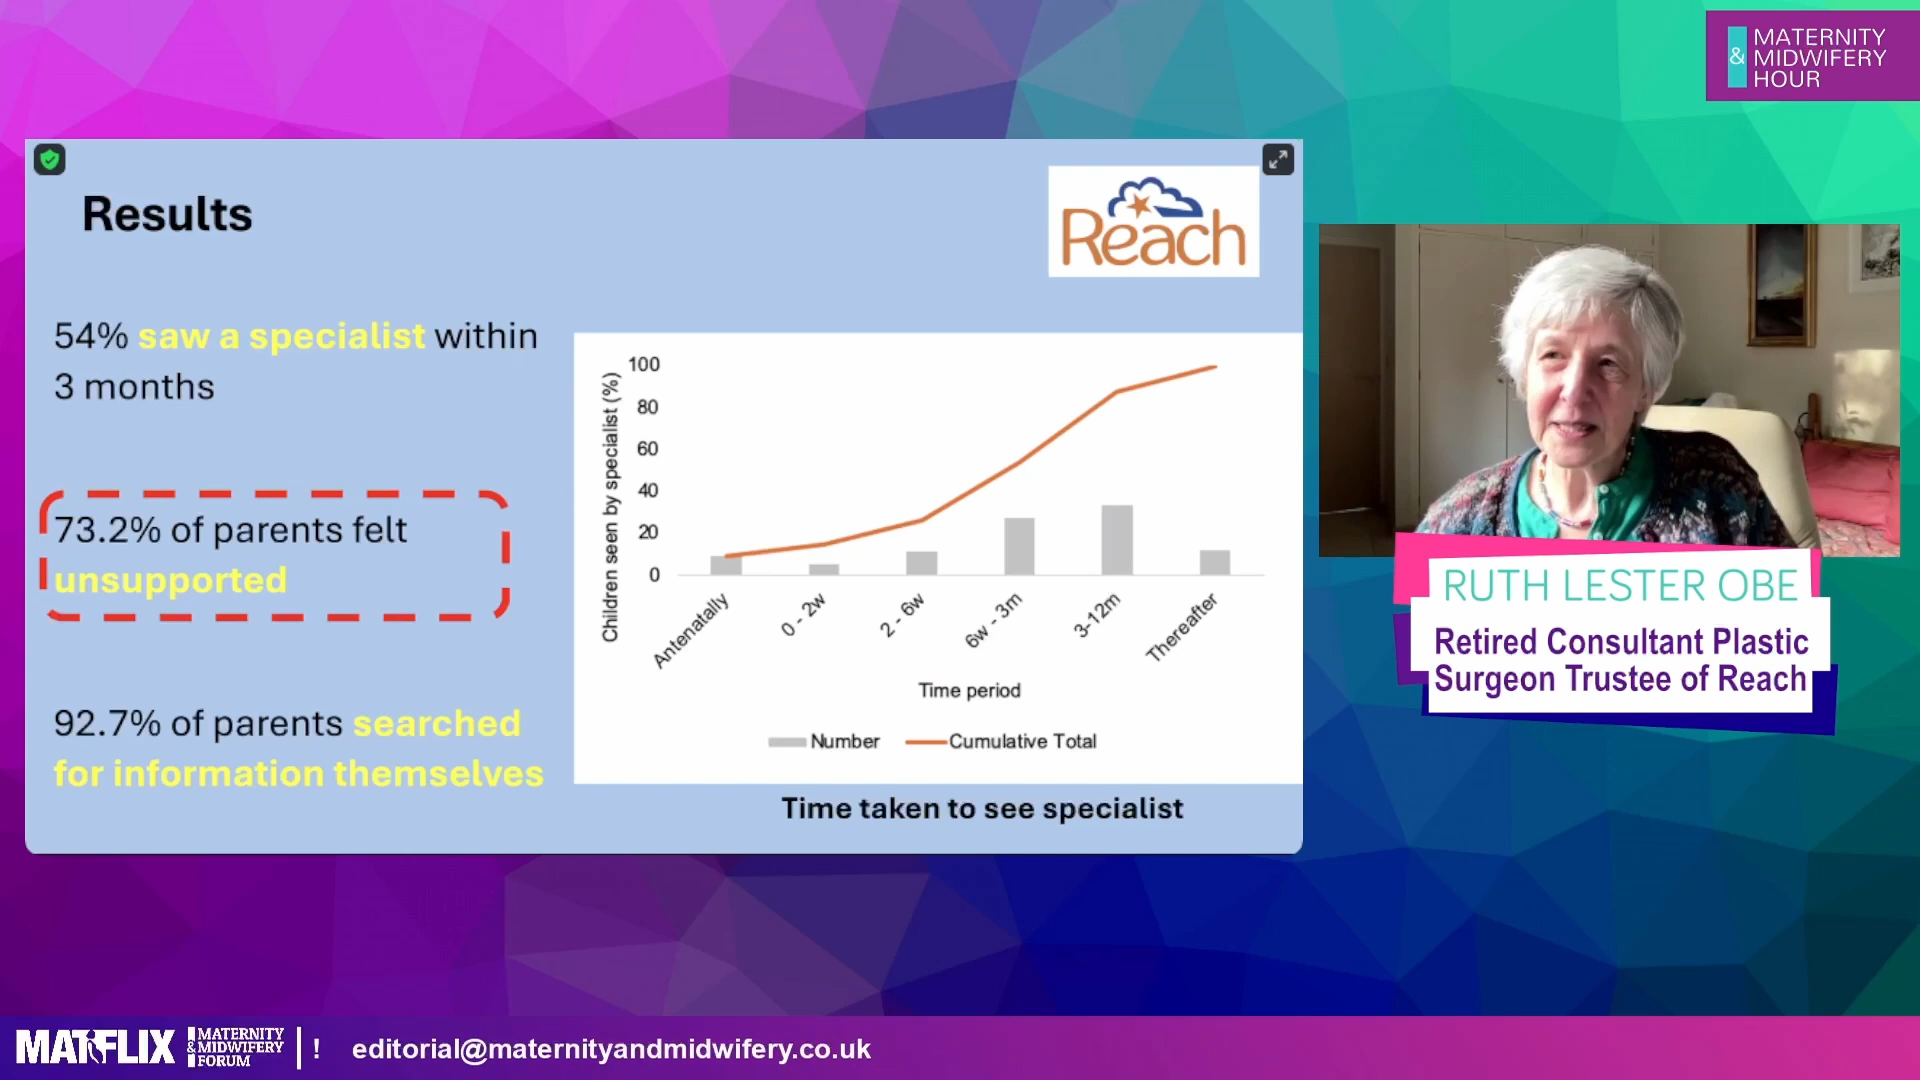 MATERNITY
& MIDWIFERY
HOUR
Results
Reach
54% saw a specialist within
3 months
73.2% of parents felt
unsupported
92.7% of parents searched
for information themselves
Children seen by specialist (%)
100
80
60
40
20
0
Antenatally
0 - 2w
2 - 6w
6w - 3m
3-12m
Thereafter
Time period
Number
Cumulative Total
Time taken to see specialist
RUTH LESTER OBE
Retired Consultant Plastic
Surgeon Trustee of Reach
MATFLIX
MATERNITY
& MIDWIFERY
FORUM
! editorial@maternityandmidwifery.co.uk